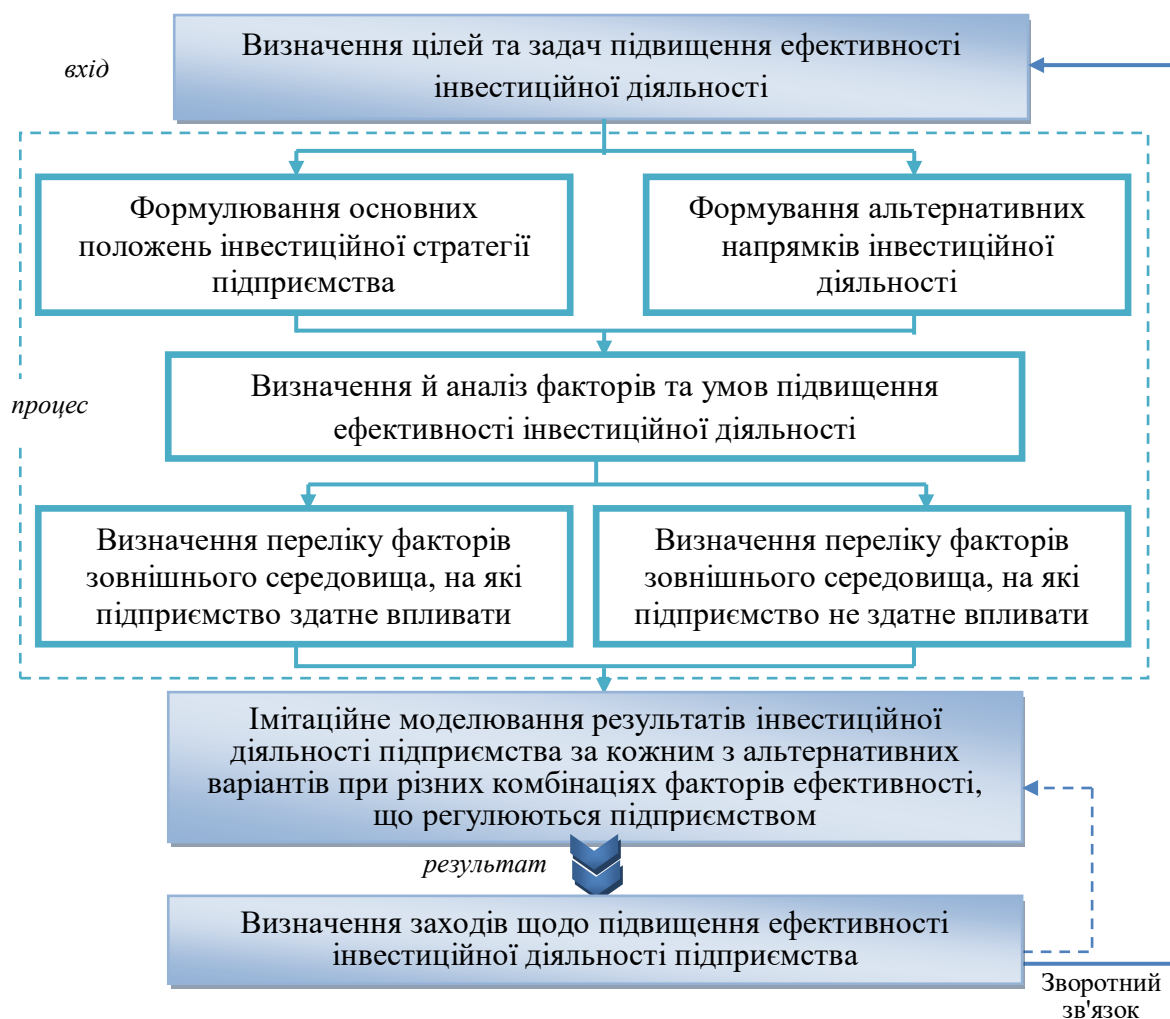 Визначення цілей та задач підвищення ефективності
інвестиційної діяльності
вхід
Формулювання основних
положень інвестиційної стратегії
підприємства
Формування альтернативних
напрямків інвестиційної
діяльності
Визначення й аналіз факторів та умов підвищення
ефективності інвестиційної діяльності
процес
Визначення переліку факторів
зовнішнього середовища, на які
підприємство здатне впливати
Визначення переліку факторів
зовнішнього середовища, на які
підприємство не здатне впливати
Імітаційне моделювання результатів інвестиційної
діяльності підприємства за кожним з альтернативних
варіантів при різних комбінаціях факторів ефективності,
що регулюються підприємством
результат
Визначення заходів щодо підвищення ефективності
інвестиційної діяльності підприємства
Зворотний
зв'язок